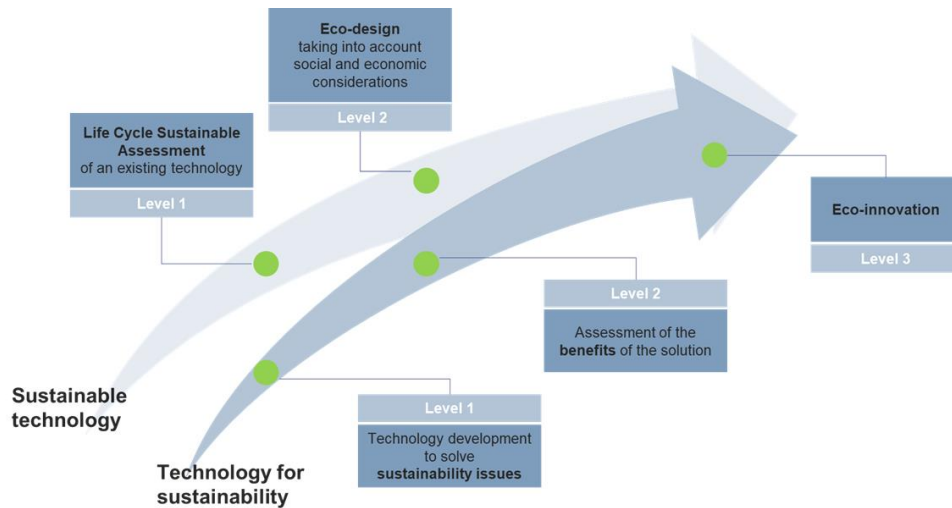 Eco-design
taking into account
social and economic
considerations
Level 2
Life Cycle Sustainable
Assessment
of an existing technology
Level 1
Eco-innovation
Level 3
Level 2
Assessment of the
benefits of the solution
Sustainable
technology
Level 1
Technology development
to solve
sustainability issues
Technology for
sustainability